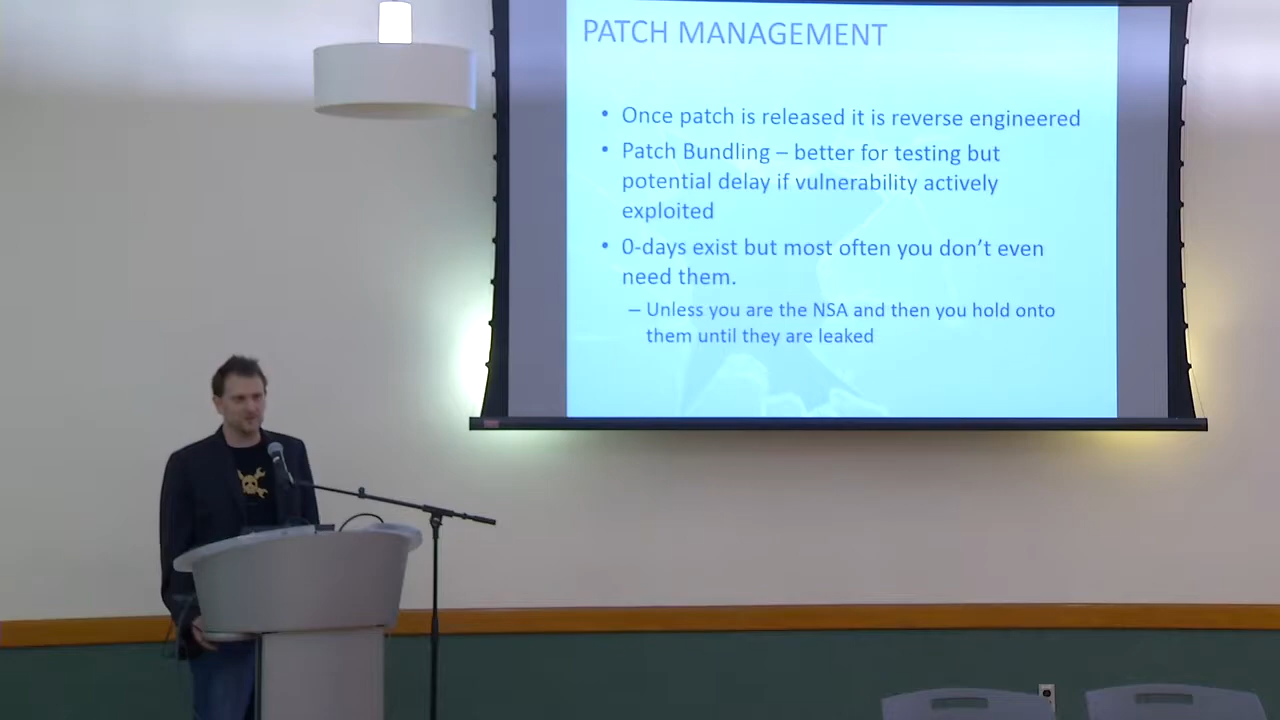 PATCH MANAGEMENT
• Once patch is released it is reverse engineered
• Patch Bundling – better for testing but
potential delay if vulnerability actively
exploited
• 0-days exist but most often you don’t even
need them.
– Unless you are the NSA and then you hold onto
them until they are leaked